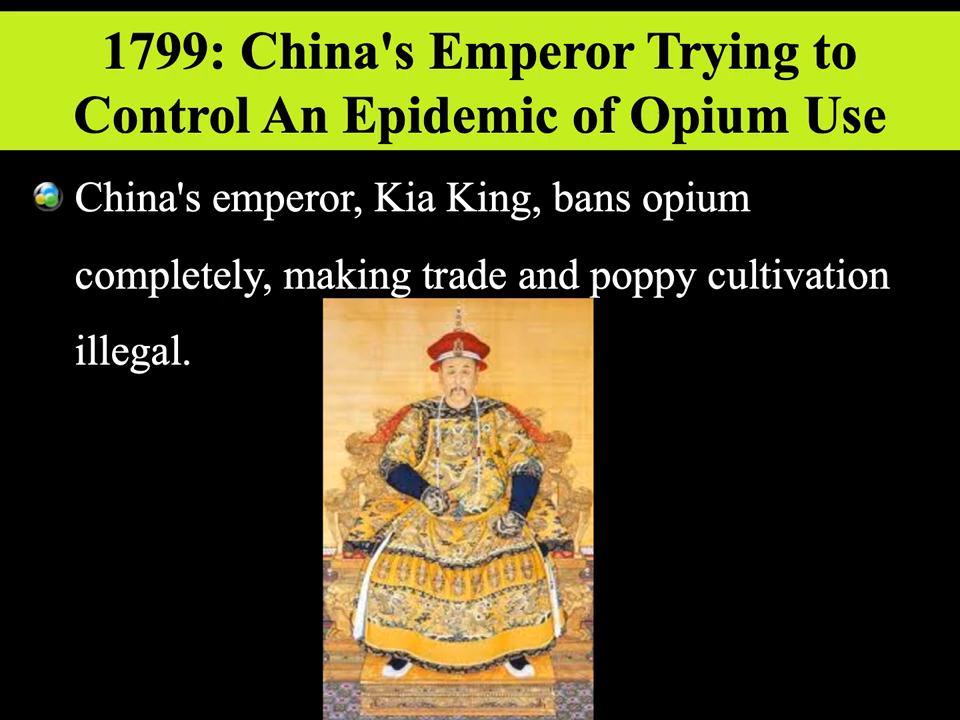 1799: China's Emperor Trying to
Control An Epidemic of Opium Use
China's emperor, Kia King, bans opium
completely, making trade and poppy cultivation
illegal.